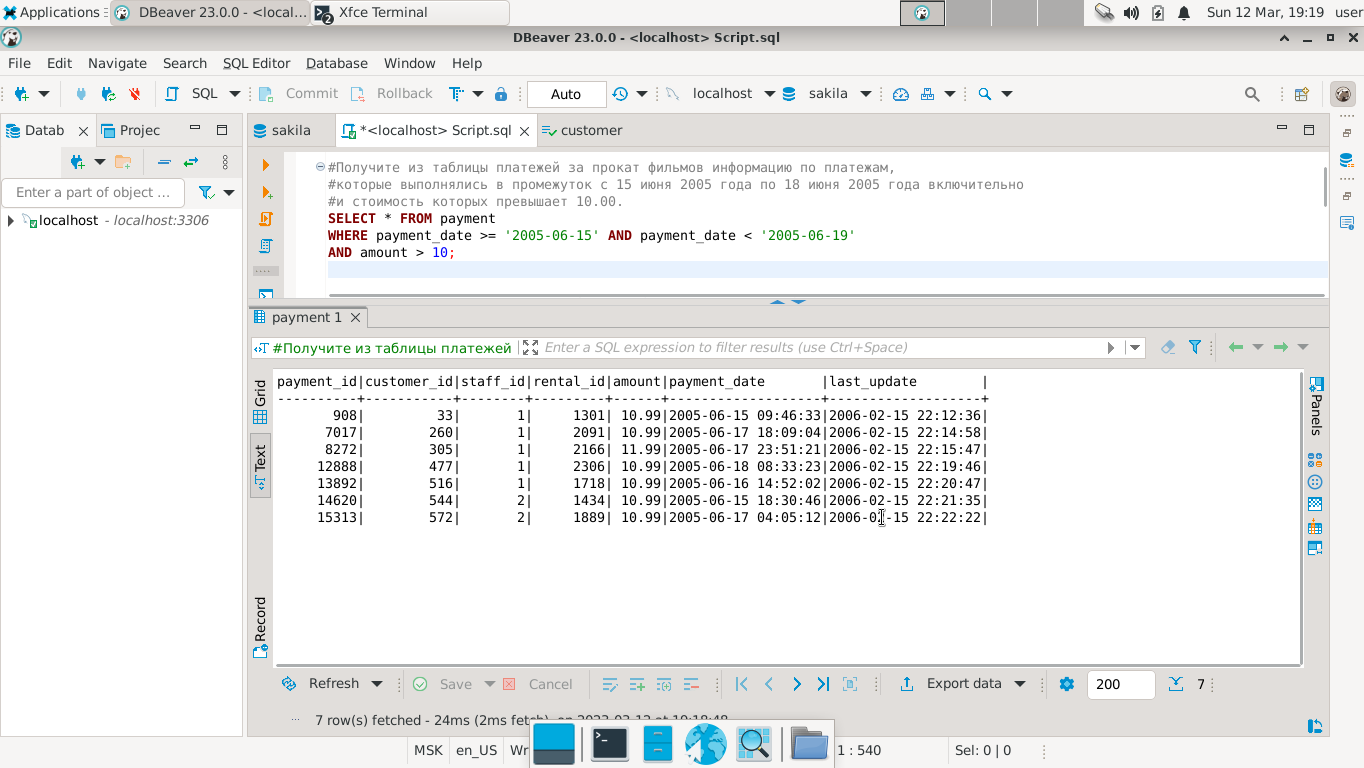 Applications
DBeaver 23.0.0 - <local...
Xfce Terminal
2
Sun 12 Mar, 19:19 user
DBeaver 23.0.0 - <localhost> Script.sql
File Edit Navigate Search SQL Editor Database Window Help
SQL Commit Rollback T Auto localhost sakila
Datab Projec
sakila *<localhost> Script.sql customer
Enter a part of object ...
localhost - localhost:3306
#Получите из таблицы платежей за прокат фильмов информацию по платежам,
#которые выполнялись в промежуток с 15 июня 2005 года по 18 июня 2005 года включительно
#и стоимость которых превышает 10.00.
SELECT * FROM payment
WHERE payment_date >= '2005-06-15' AND payment_date < '2005-06-19'
AND amount > 10;
payment 1
#Получите из таблицы платежей
Enter a SQL expression to filter results (use Ctrl+Space)
Grid
Text
Record
payment_id|customer_id|staff_id|rental_id|amount|payment_date |last_update |
----------+-----------+--------+---------+------+-------------------+-------------------+
908| 33| 1| 1301| 10.99|2005-06-15 09:46:33|2006-02-15 22:12:36|
7017| 260| 1| 2091| 10.99|2005-06-17 18:09:04|2006-02-15 22:14:58|
8272| 305| 1| 2166| 11.99|2005-06-17 23:51:21|2006-02-15 22:15:47|
12888| 477| 1| 2306| 10.99|2005-06-18 08:33:23|2006-02-15 22:19:46|
13892| 516| 1| 1718| 10.99|2005-06-16 14:52:02|2006-02-15 22:20:47|
14620| 544| 2| 1434| 10.99|2005-06-15 18:30:46|2006-02-15 22:21:35|
15313| 572| 2| 1889| 10.99|2005-06-17 04:05:12|2006-02-15 22:22:22|
Panels
Refresh Save Cancel Export data 200 7
7 row(s) fetched - 24ms (2ms fetch), on 2023-03-12 at 19:18:48
MSK en_US Wr 1 : 540 Sel: 0 | 0